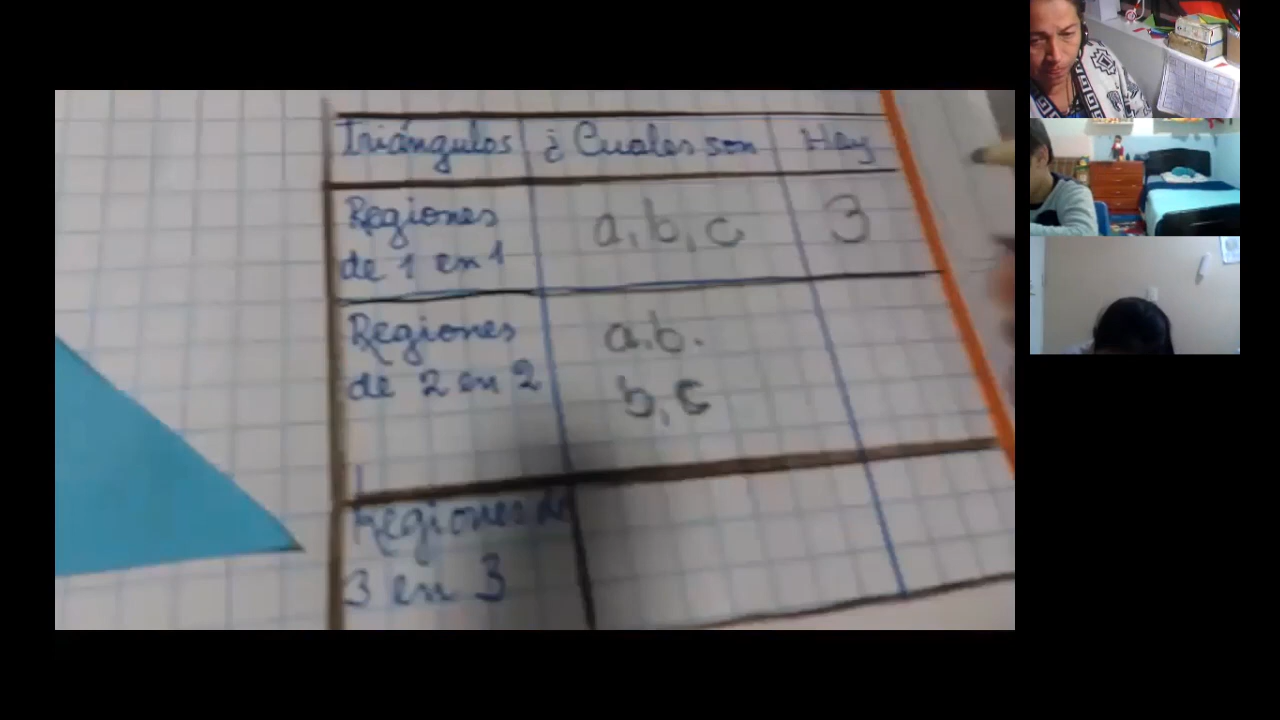 Triángulos ¿ Cuales son Hay
Regiones
de 1 en 1 a, b, c 3
Regiones a.b.
de 2 en 2 b, c
Regiones de
3 en 3